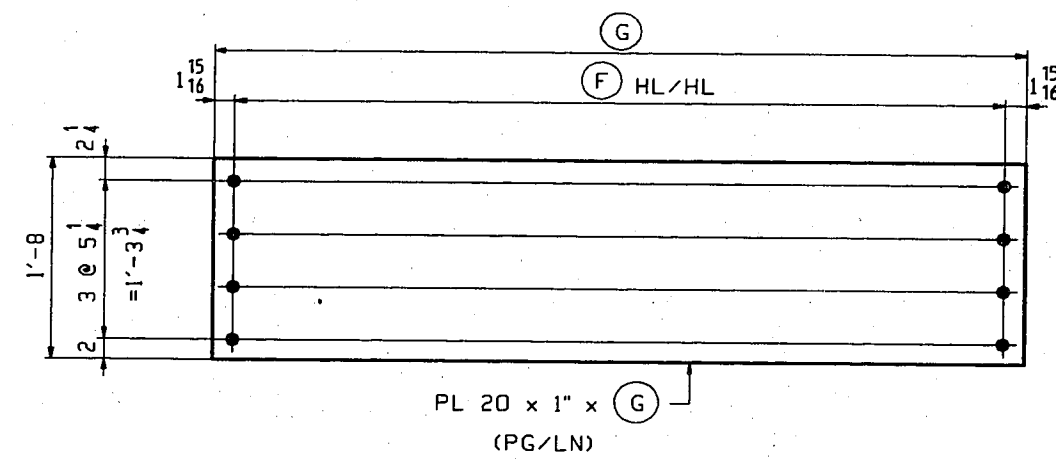 G
1 15/16
F HL/HL
1 15/16
2 1/4
1'-8
3 @ 5 1/4
=1'-3 3/4
2
PL 20 x 1" x G
(PG/LN)